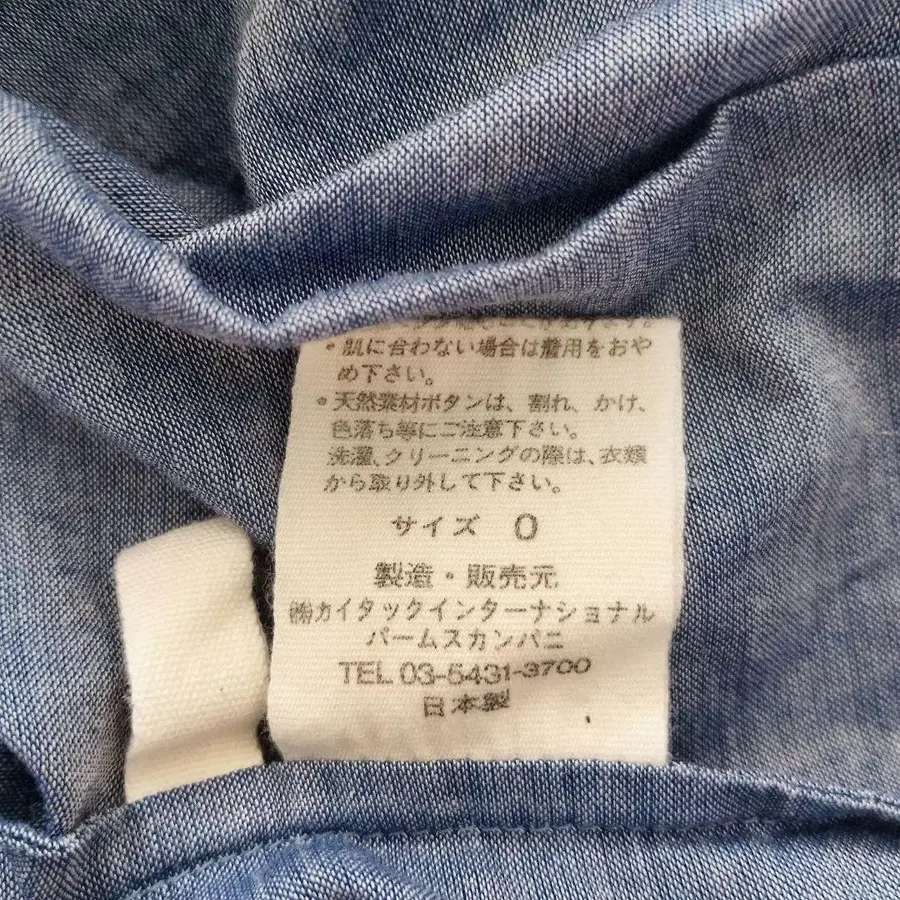 ・肌に合わない場合は着用をおや
め下さい。
・天然素材ボタンは、割れ、かけ、
色落ち等にご注意下さい。
洗濯、クリーニングの際は、衣類
から取り外して下さい。
サイズ 0
製造・販売元
㈱カイタックインターナショナル
パームスカンパニ
TEL 03-5431-3700
日本製